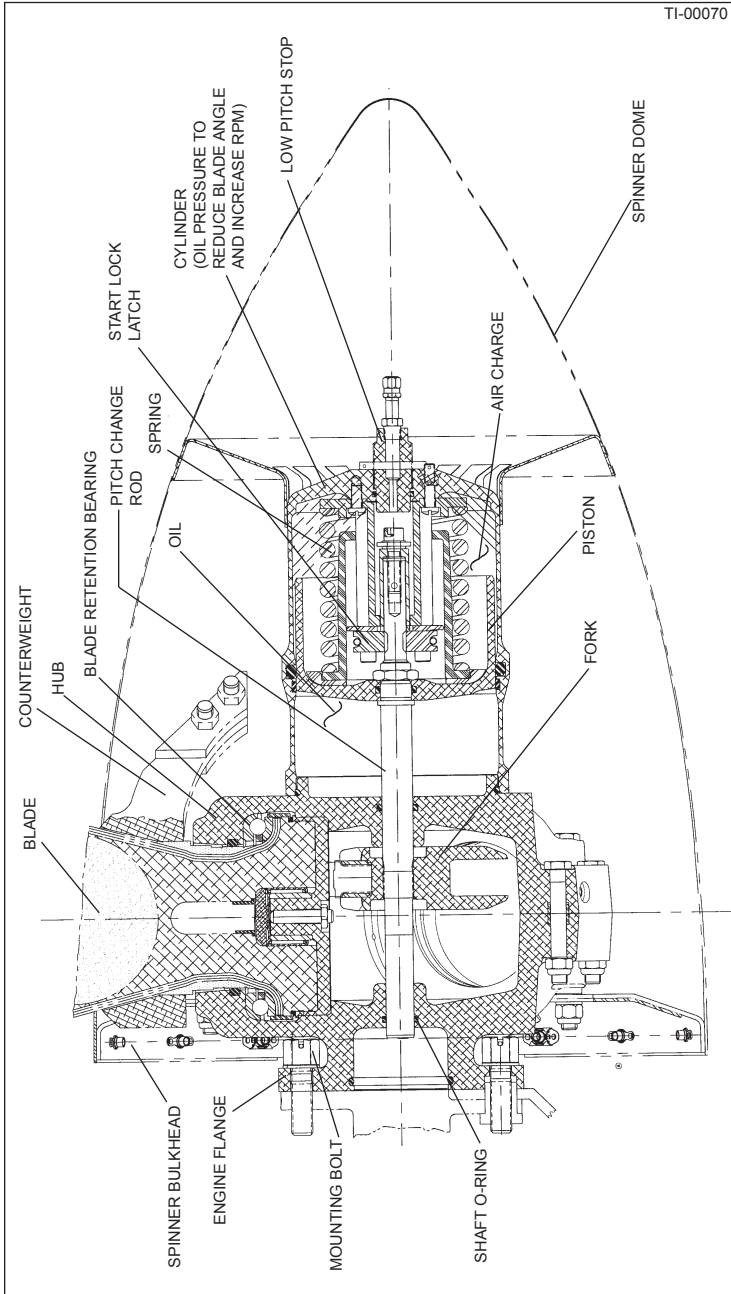 TI-00070
BLADE
COUNTERWEIGHT
HUB
BLADE RETENTION BEARING
PITCH CHANGE
ROD
SPRING
OIL
START LOCK
LATCH
CYLINDER
(OIL PRESSURE TO
REDUCE BLADE ANGLE
AND INCREASE RPM)
LOW PITCH STOP
SPINNER BULKHEAD
ENGINE FLANGE
MOUNTING BOLT
SHAFT O-RING
FORK
PISTON
AIR CHARGE
SPINNER DOME